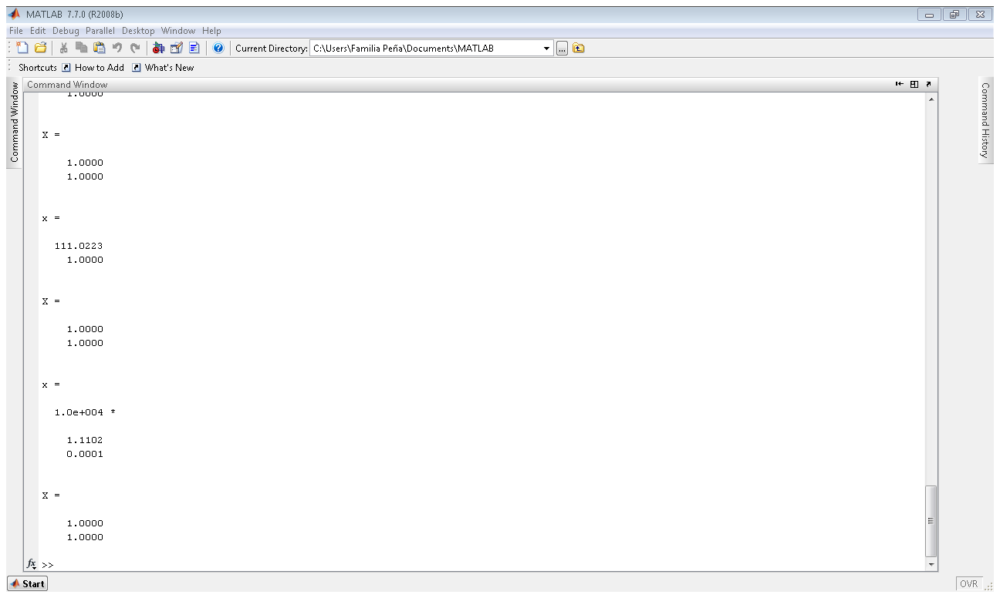 MATLAB 7.7.0 (R2008b)
File Edit Debug Parallel Desktop Window Help
Current Directory: C:\Users\Familia Peña\Documents\MATLAB
...
Shortcuts How to Add What's New
Command Window
Command Window
Command History
1.0000
X =
1.0000
1.0000
x =
111.0223
1.0000
X =
1.0000
1.0000
x =
1.0e+004 *
1.1102
0.0001
X =
1.0000
1.0000
fx >>
Start
OVR